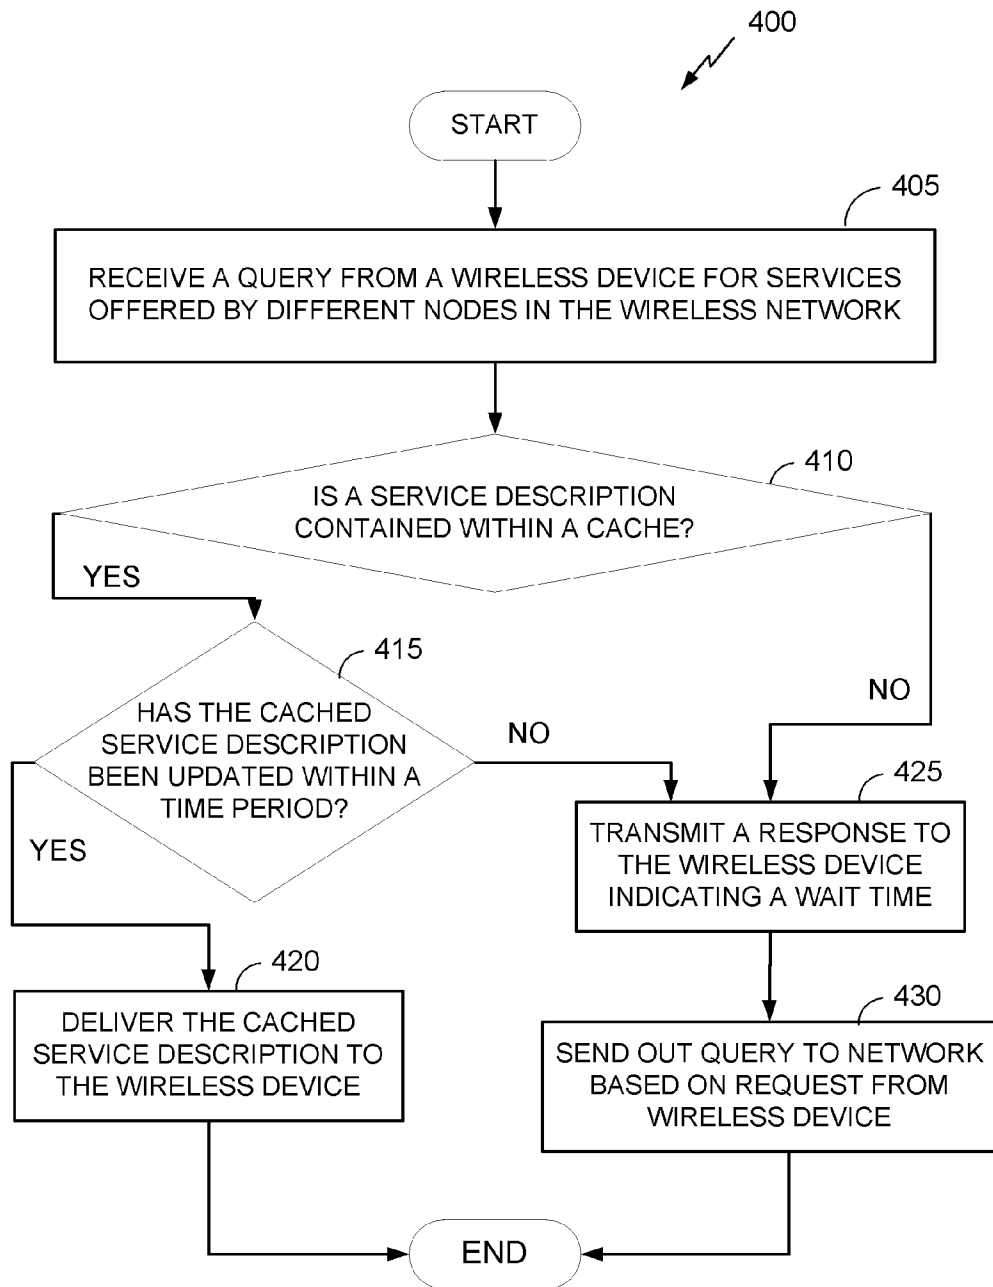 400
START
405
RECEIVE A QUERY FROM A WIRELESS DEVICE FOR SERVICES
OFFERED BY DIFFERENT NODES IN THE WIRELESS NETWORK
410
IS A SERVICE DESCRIPTION
CONTAINED WITHIN A CACHE?
YES
NO
415
HAS THE CACHED
SERVICE DESCRIPTION
BEEN UPDATED WITHIN A
TIME PERIOD?
NO
YES
425
TRANSMIT A RESPONSE TO
THE WIRELESS DEVICE
INDICATING A WAIT TIME
420
DELIVER THE CACHED
SERVICE DESCRIPTION TO
THE WIRELESS DEVICE
430
SEND OUT QUERY TO NETWORK
BASED ON REQUEST FROM
WIRELESS DEVICE
END